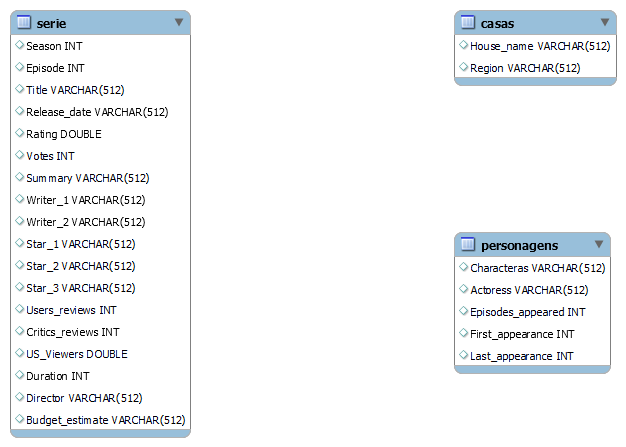 serie
Season INT
Episode INT
Title VARCHAR(512)
Release_date VARCHAR(512)
Rating DOUBLE
Votes INT
Summary VARCHAR(512)
Writer_1 VARCHAR(512)
Writer_2 VARCHAR(512)
Star_1 VARCHAR(512)
Star_2 VARCHAR(512)
Star_3 VARCHAR(512)
Users_reviews INT
Critics_reviews INT
US_Viewers DOUBLE
Duration INT
Director VARCHAR(512)
Budget_estimate VARCHAR(512)
casas
House_name VARCHAR(512)
Region VARCHAR(512)
personagens
Characteras VARCHAR(512)
Actoress VARCHAR(512)
Episodes_appeared INT
First_appearance INT
Last_appearance INT